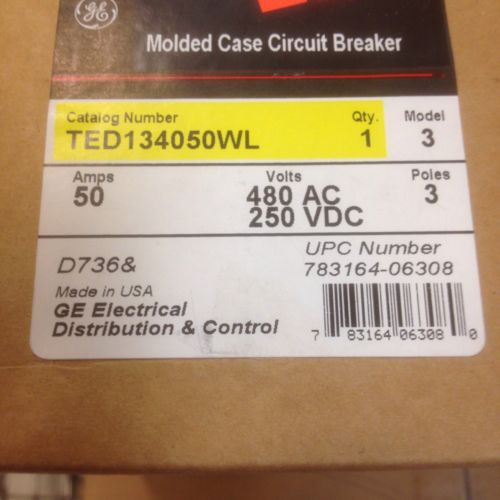 GE
Molded Case Circuit Breaker
Catalog Number Qty. Model
TED134050WL 1 3
Amps Volts Poles
50 480 AC 3
250 VDC
D736& UPC Number
783164-06308
Made in USA
GE Electrical
Distribution & Control
7 83164 06308 0